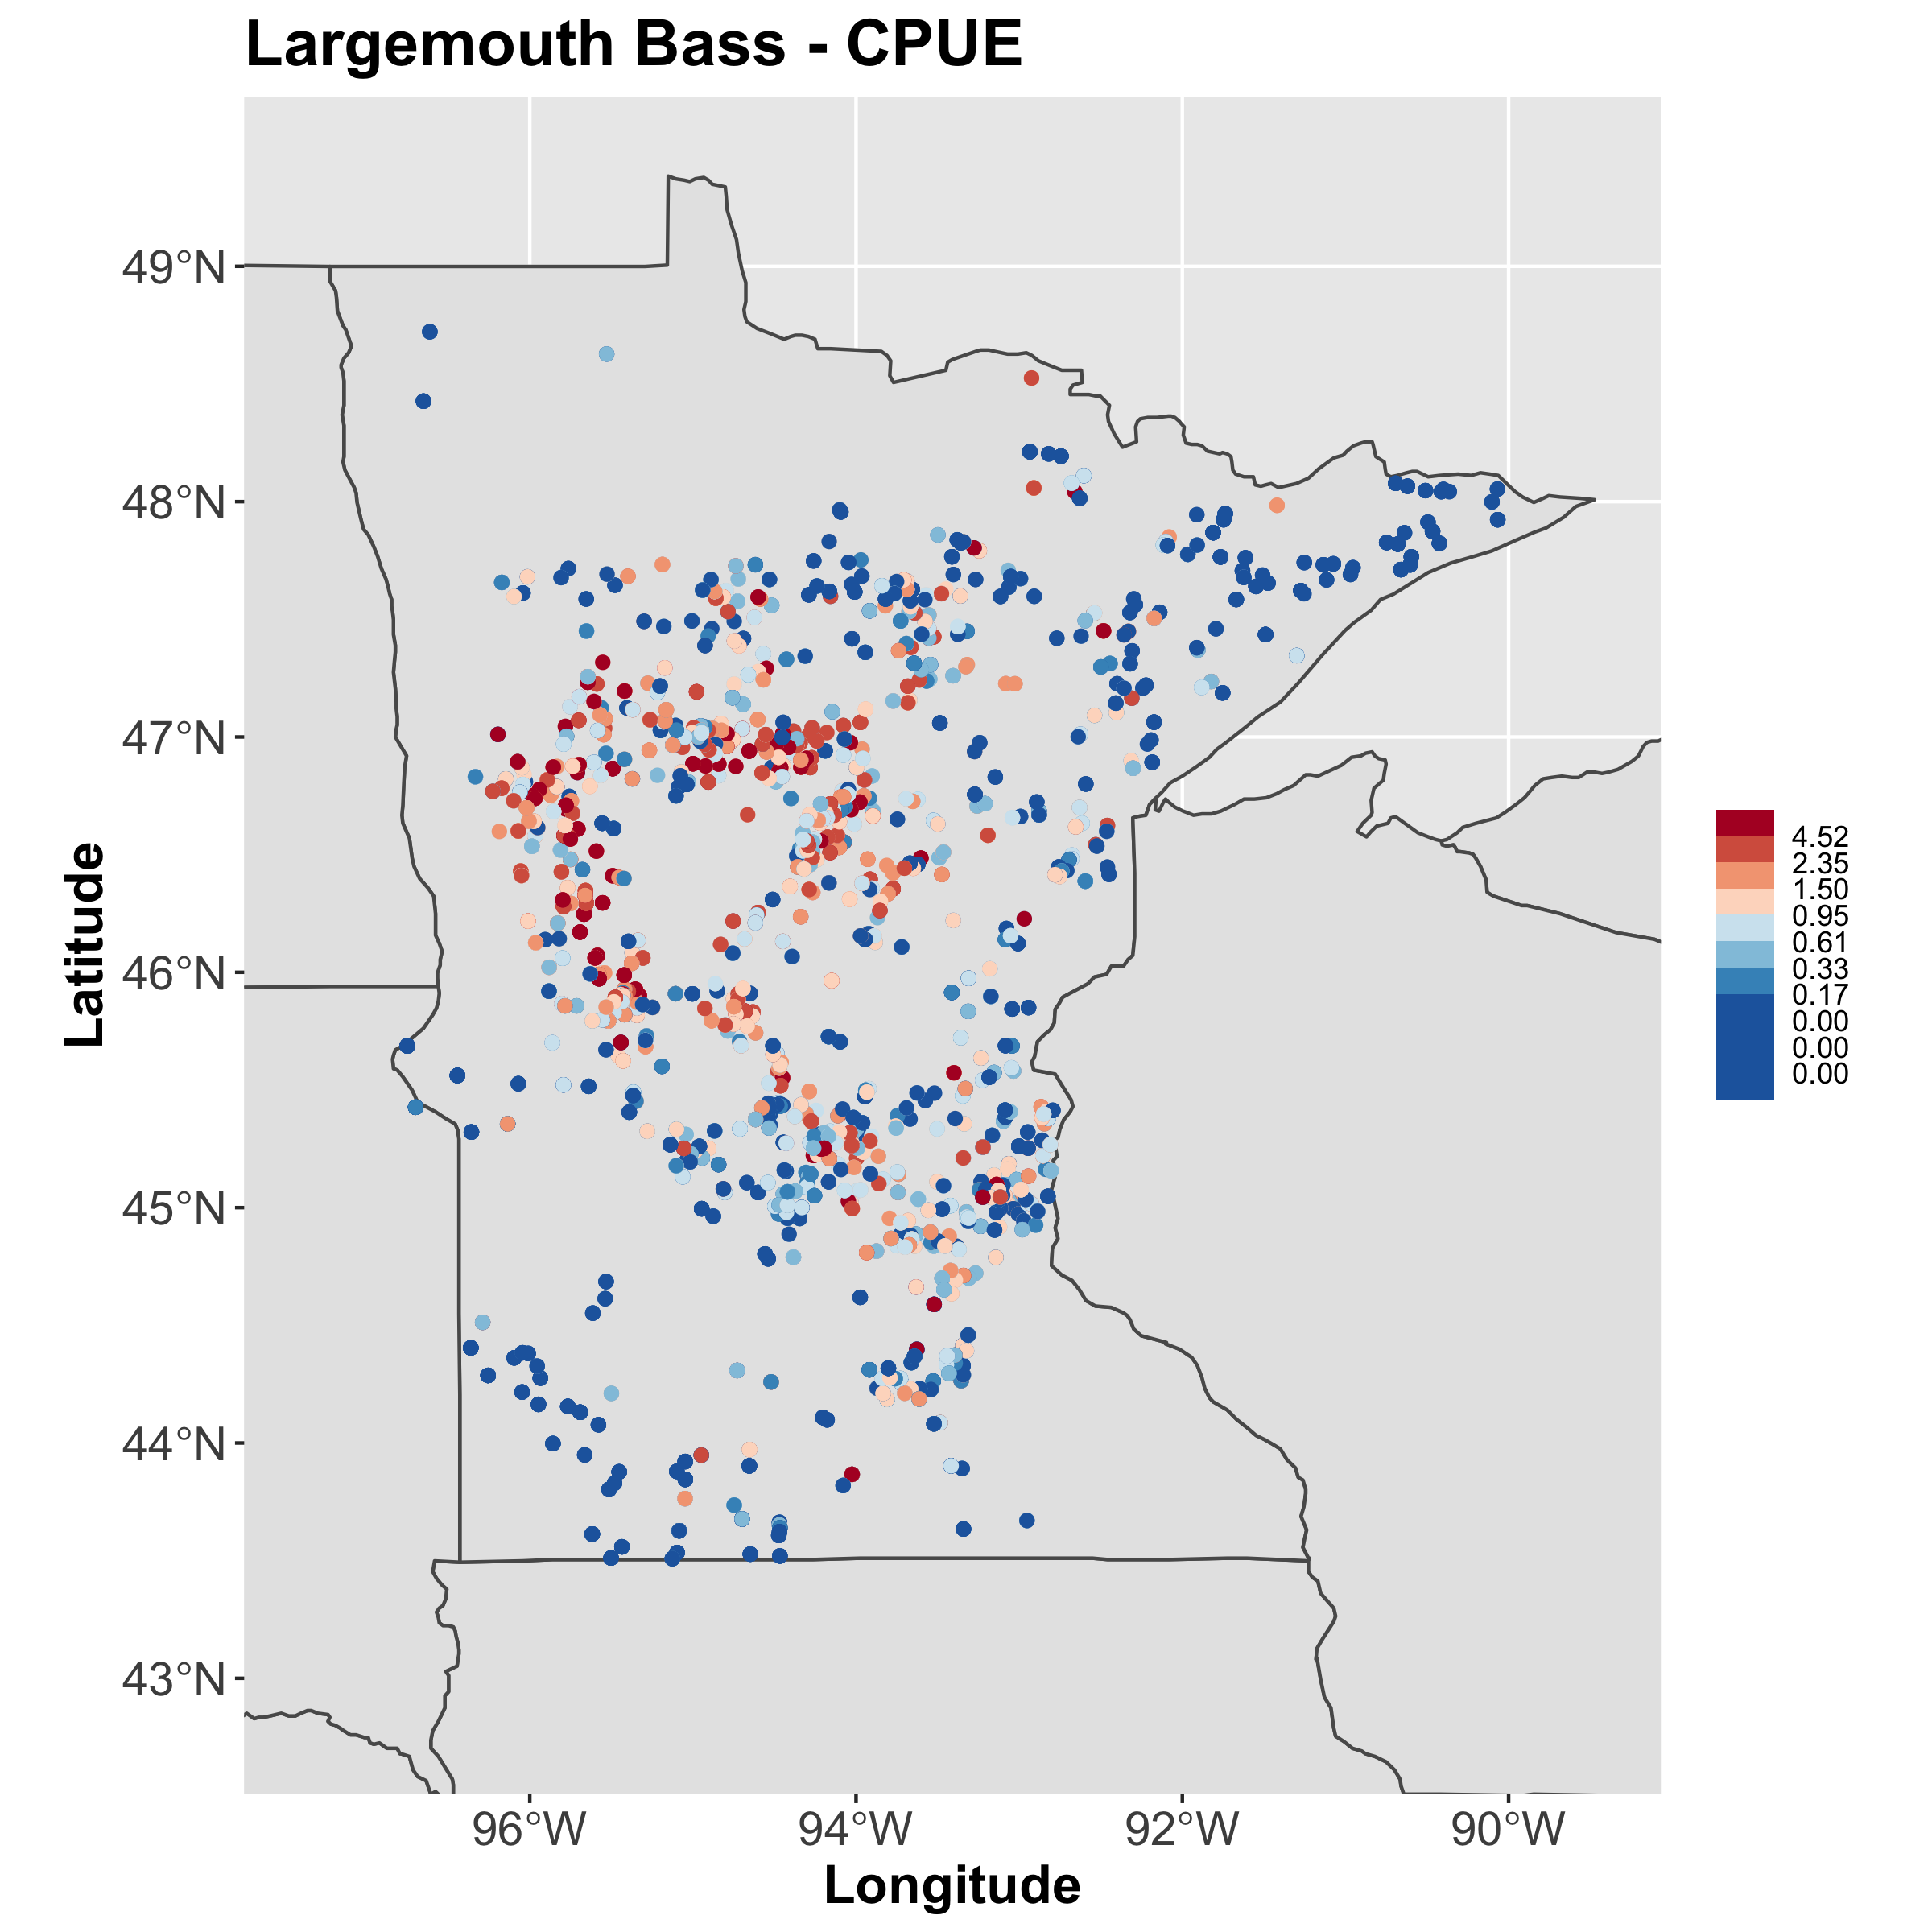 Largemouth Bass - CPUE
49°N
48°N
47°N
46°N
45°N
44°N
43°N
Latitude
96°W
94°W
92°W
90°W
Longitude
4.52
2.35
1.50
0.95
0.61
0.33
0.17
0.00
0.00
0.00